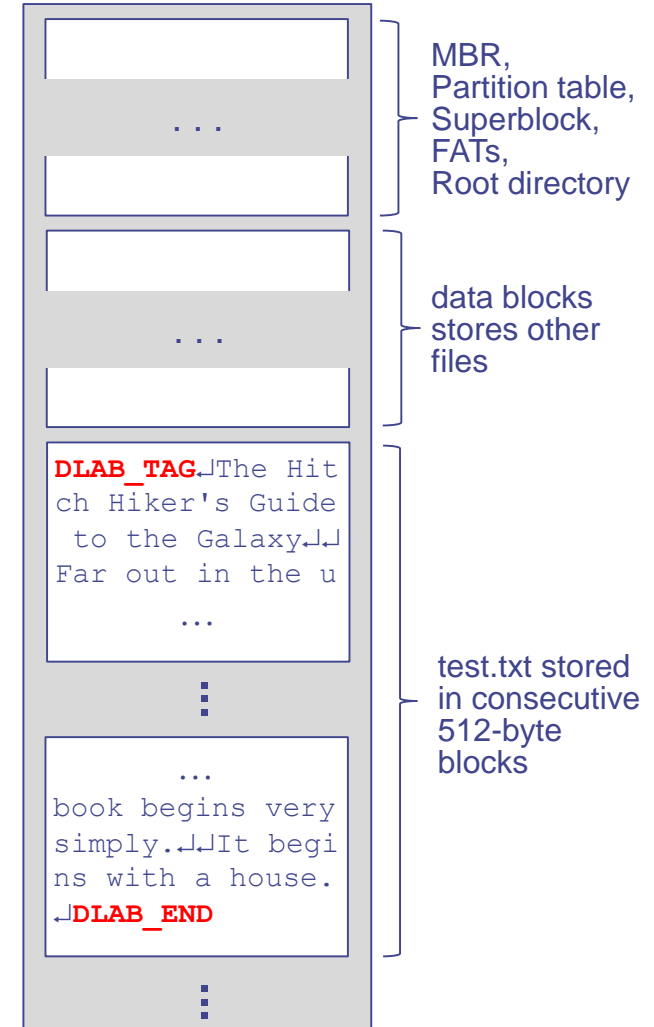 MBR,
Partition table,
Superblock,
FATs,
Root directory
. . .
data blocks
stores other
files
. . .
DLAB_TAG↲The Hit
ch Hiker's Guide
to the Galaxy↲↲
Far out in the u
...
⋮
test.txt stored
in consecutive
512-byte
blocks
...
book begins very
simply.↲↲It begi
ns with a house.
↲DLAB_END
⋮